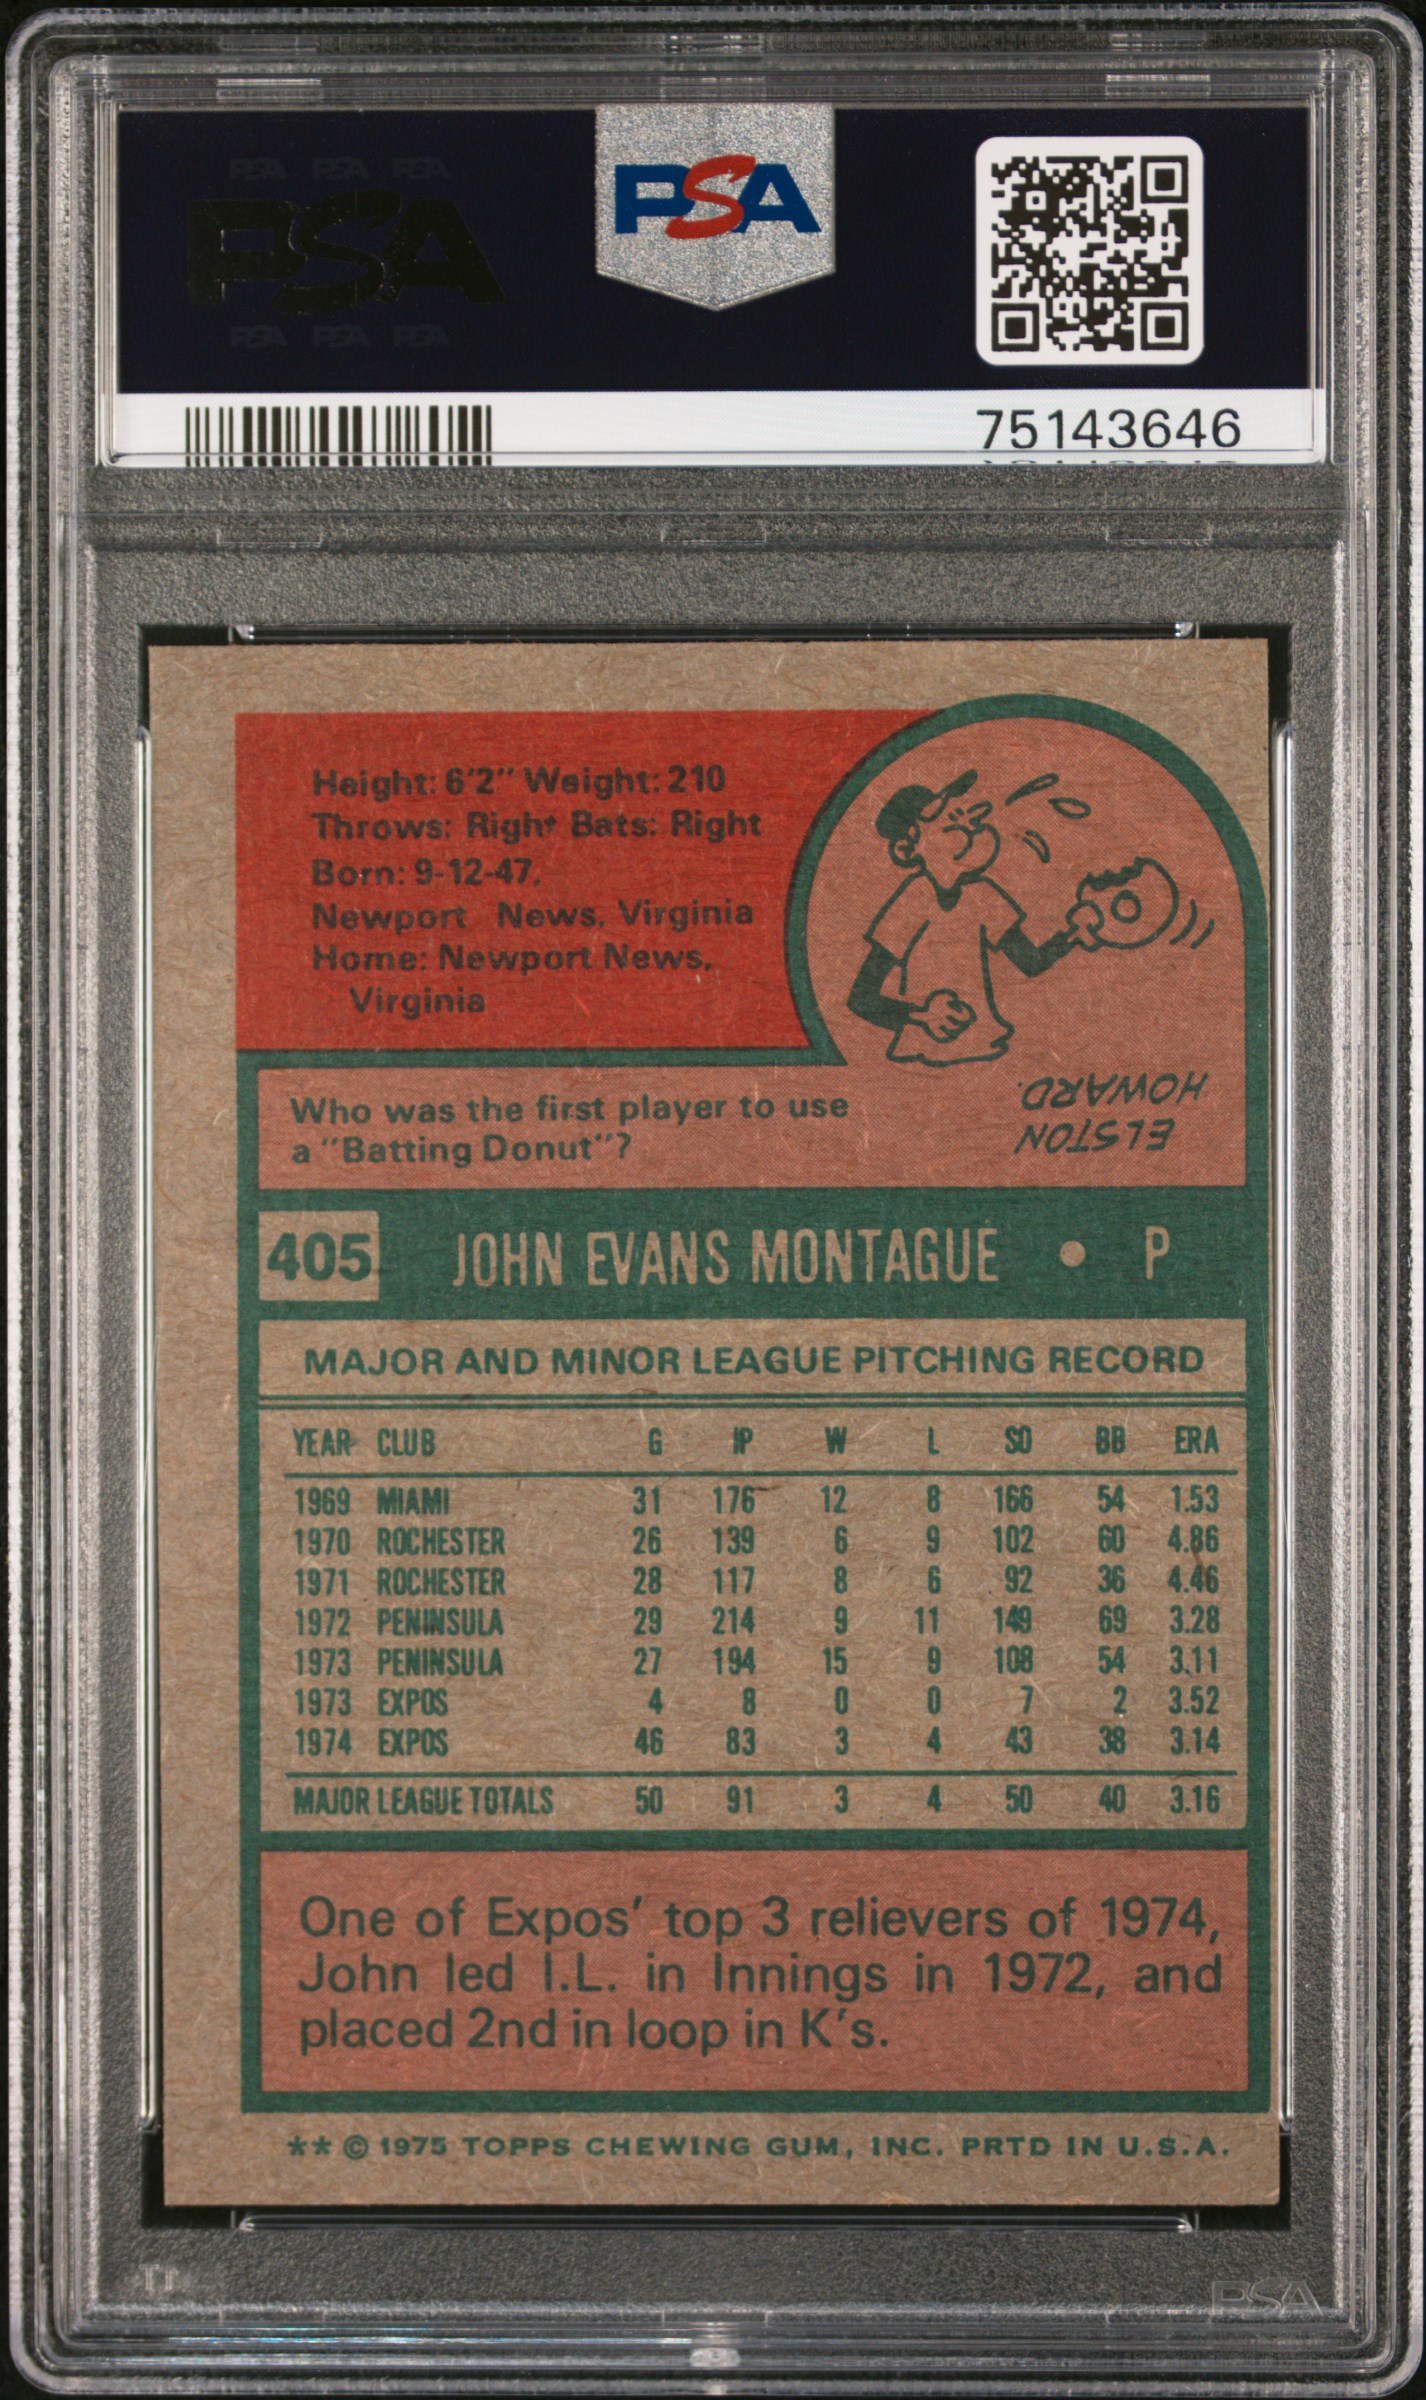 PSA PSA PSA
PSA
PSA PSA PSA
PSA
75143646
Height: 6'2" Weight: 210
Throws: Right Bats: Right
Born: 9-12-47,
Newport News, Virginia
Home: Newport News,
Virginia
Who was the first player to use
a "Batting Donut"?
ELSTON
HOWARD.
405 JOHN EVANS MONTAGUE • P
MAJOR AND MINOR LEAGUE PITCHING RECORD
YEAR CLUB G IP W L SO BB ERA
1969 MIAMI 31 176 12 8 166 54 1.53
1970 ROCHESTER 26 139 6 9 102 60 4.86
1971 ROCHESTER 28 117 8 6 92 36 4.46
1972 PENINSULA 29 214 9 11 149 69 3.28
1973 PENINSULA 27 194 15 9 108 54 3.11
1973 EXPOS 4 8 0 0 7 2 3.52
1974 EXPOS 46 83 3 4 43 38 3.14
MAJOR LEAGUE TOTALS 50 91 3 4 50 40 3.16
One of Expos' top 3 relievers of 1974,
John led I.L. in Innings in 1972, and
placed 2nd in loop in K's.
** © 1975 TOPPS CHEWING GUM, INC. PRTD IN U.S.A.
PSA